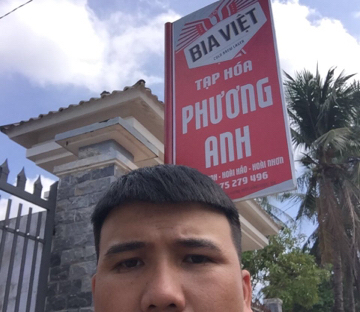 BIA VIỆT
TẠP HÓA
PHƯƠNG
ANH
- HOÀI HẢO - HOÀI NHƠN
75 279 496